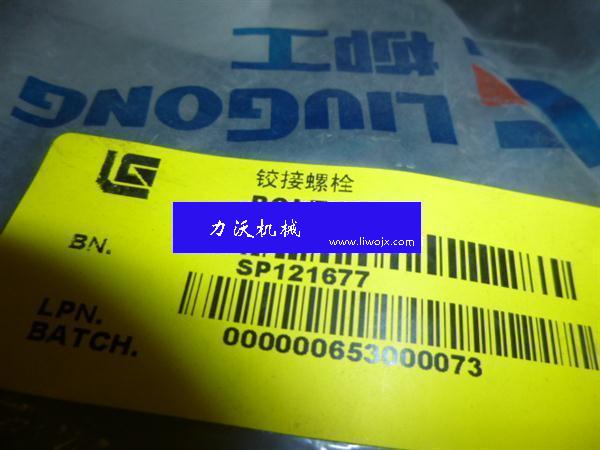 柳工
LIUGONG
铰接螺栓
BOLT
力沃机械
www.liwojx.com
BN.
SP121677
LPN.
BATCH.
000000653000073